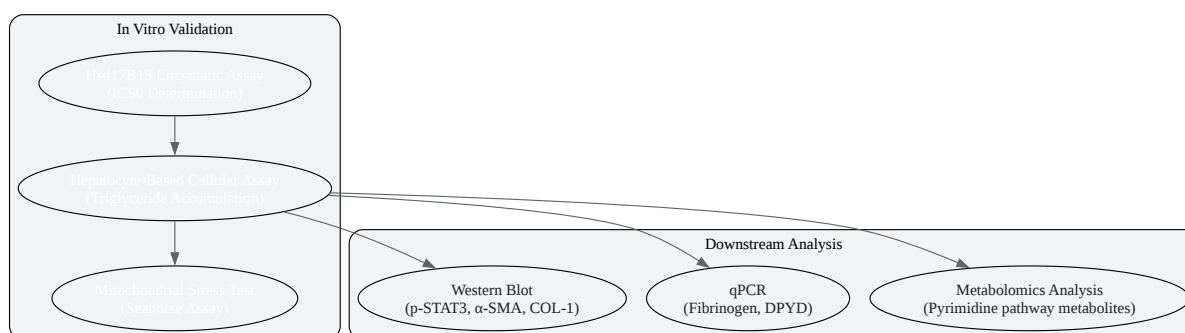 In Vitro Validation
Hsd17B13 Enzymatic Assay
(IC50 Determination)
Hepatocyte-Based Cellular Assay
(Triglyceride Accumulation)
Mitochondrial Stress Test
(Seahorse Assay)
Downstream Analysis
Western Blot
(p-STAT3, α-SMA, COL-1)
qPCR
(Fibrinogen, DPYD)
Metabolomics Analysis
(Pyrimidine pathway metabolites)